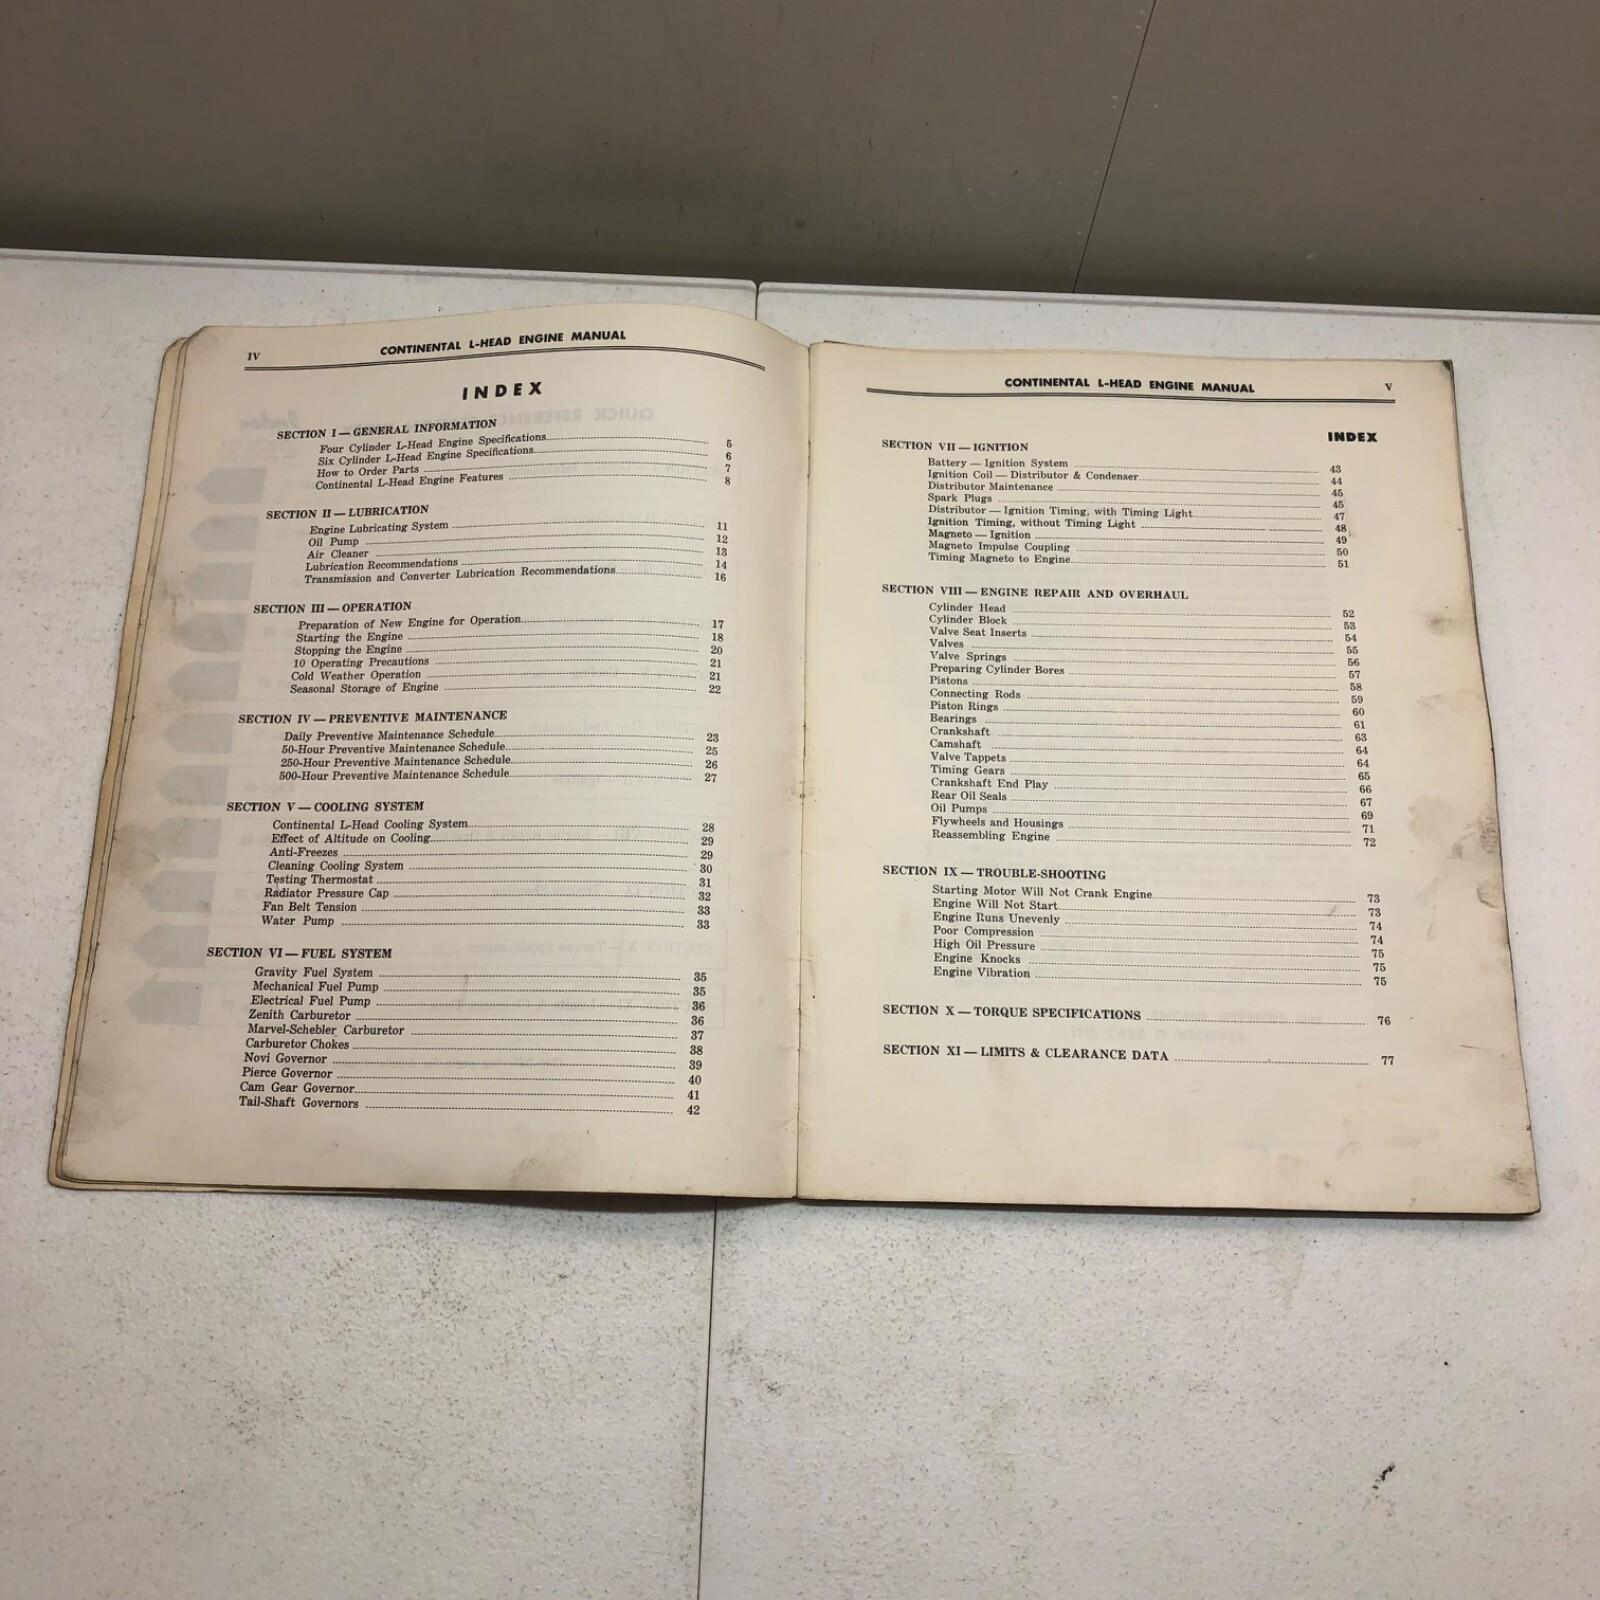 IV
CONTINENTAL L-HEAD ENGINE MANUAL
INDEX
SECTION I — GENERAL INFORMATION
Four Cylinder L-Head Engine Specifications 5
Six Cylinder L-Head Engine Specifications 6
How to Order Parts 7
Continental L-Head Engine Features 8
SECTION II — LUBRICATION
Engine Lubricating System 11
Oil Pump 12
Air Cleaner 13
Lubrication Recommendations 14
Transmission and Converter Lubrication Recommendations 16
SECTION III — OPERATION
Preparation of New Engine for Operation 17
Starting the Engine 18
Stopping the Engine 20
10 Operating Precautions 21
Cold Weather Operation 21
Seasonal Storage of Engine 22
SECTION IV — PREVENTIVE MAINTENANCE
Daily Preventive Maintenance Schedule 23
50-Hour Preventive Maintenance Schedule 25
250-Hour Preventive Maintenance Schedule 26
500-Hour Preventive Maintenance Schedule 27
SECTION V — COOLING SYSTEM
Continental L-Head Cooling System 28
Effect of Altitude on Cooling 29
Anti-Freezes 29
Cleaning Cooling System 30
Testing Thermostat 31
Radiator Pressure Cap 32
Fan Belt Tension 33
Water Pump 33
SECTION VI — FUEL SYSTEM
Gravity Fuel System 35
Mechanical Fuel Pump 35
Electrical Fuel Pump 36
Zenith Carburetor 36
Marvel-Schebler Carburetor 37
Carburetor Chokes 38
Novi Governor 39
Pierce Governor 40
Cam Gear Governor 41
Tail-Shaft Governors 42
CONTINENTAL L-HEAD ENGINE MANUAL
V
INDEX
SECTION VII — IGNITION
Battery — Ignition System 43
Ignition Coil — Distributor & Condenser 44
Distributor Maintenance 45
Spark Plugs 45
Distributor — Ignition Timing, with Timing Light 47
Ignition Timing, without Timing Light 48
Magneto — Ignition 49
Magneto Impulse Coupling 50
Timing Magneto to Engine 51
SECTION VIII — ENGINE REPAIR AND OVERHAUL
Cylinder Head 52
Cylinder Block 53
Valve Seat Inserts 54
Valves 55
Valve Springs 56
Preparing Cylinder Bores 57
Pistons 58
Connecting Rods 59
Piston Rings 60
Bearings 61
Crankshaft 63
Camshaft 64
Valve Tappets 64
Timing Gears 65
Crankshaft End Play 66
Rear Oil Seals 67
Oil Pumps 69
Flywheels and Housings 71
Reassembling Engine 72
SECTION IX — TROUBLE-SHOOTING
Starting Motor Will Not Crank Engine 73
Engine Will Not Start 73
Engine Runs Unevenly 74
Poor Compression 74
High Oil Pressure 75
Engine Knocks 75
Engine Vibration 75
SECTION X — TORQUE SPECIFICATIONS 76
SECTION XI — LIMITS & CLEARANCE DATA 77